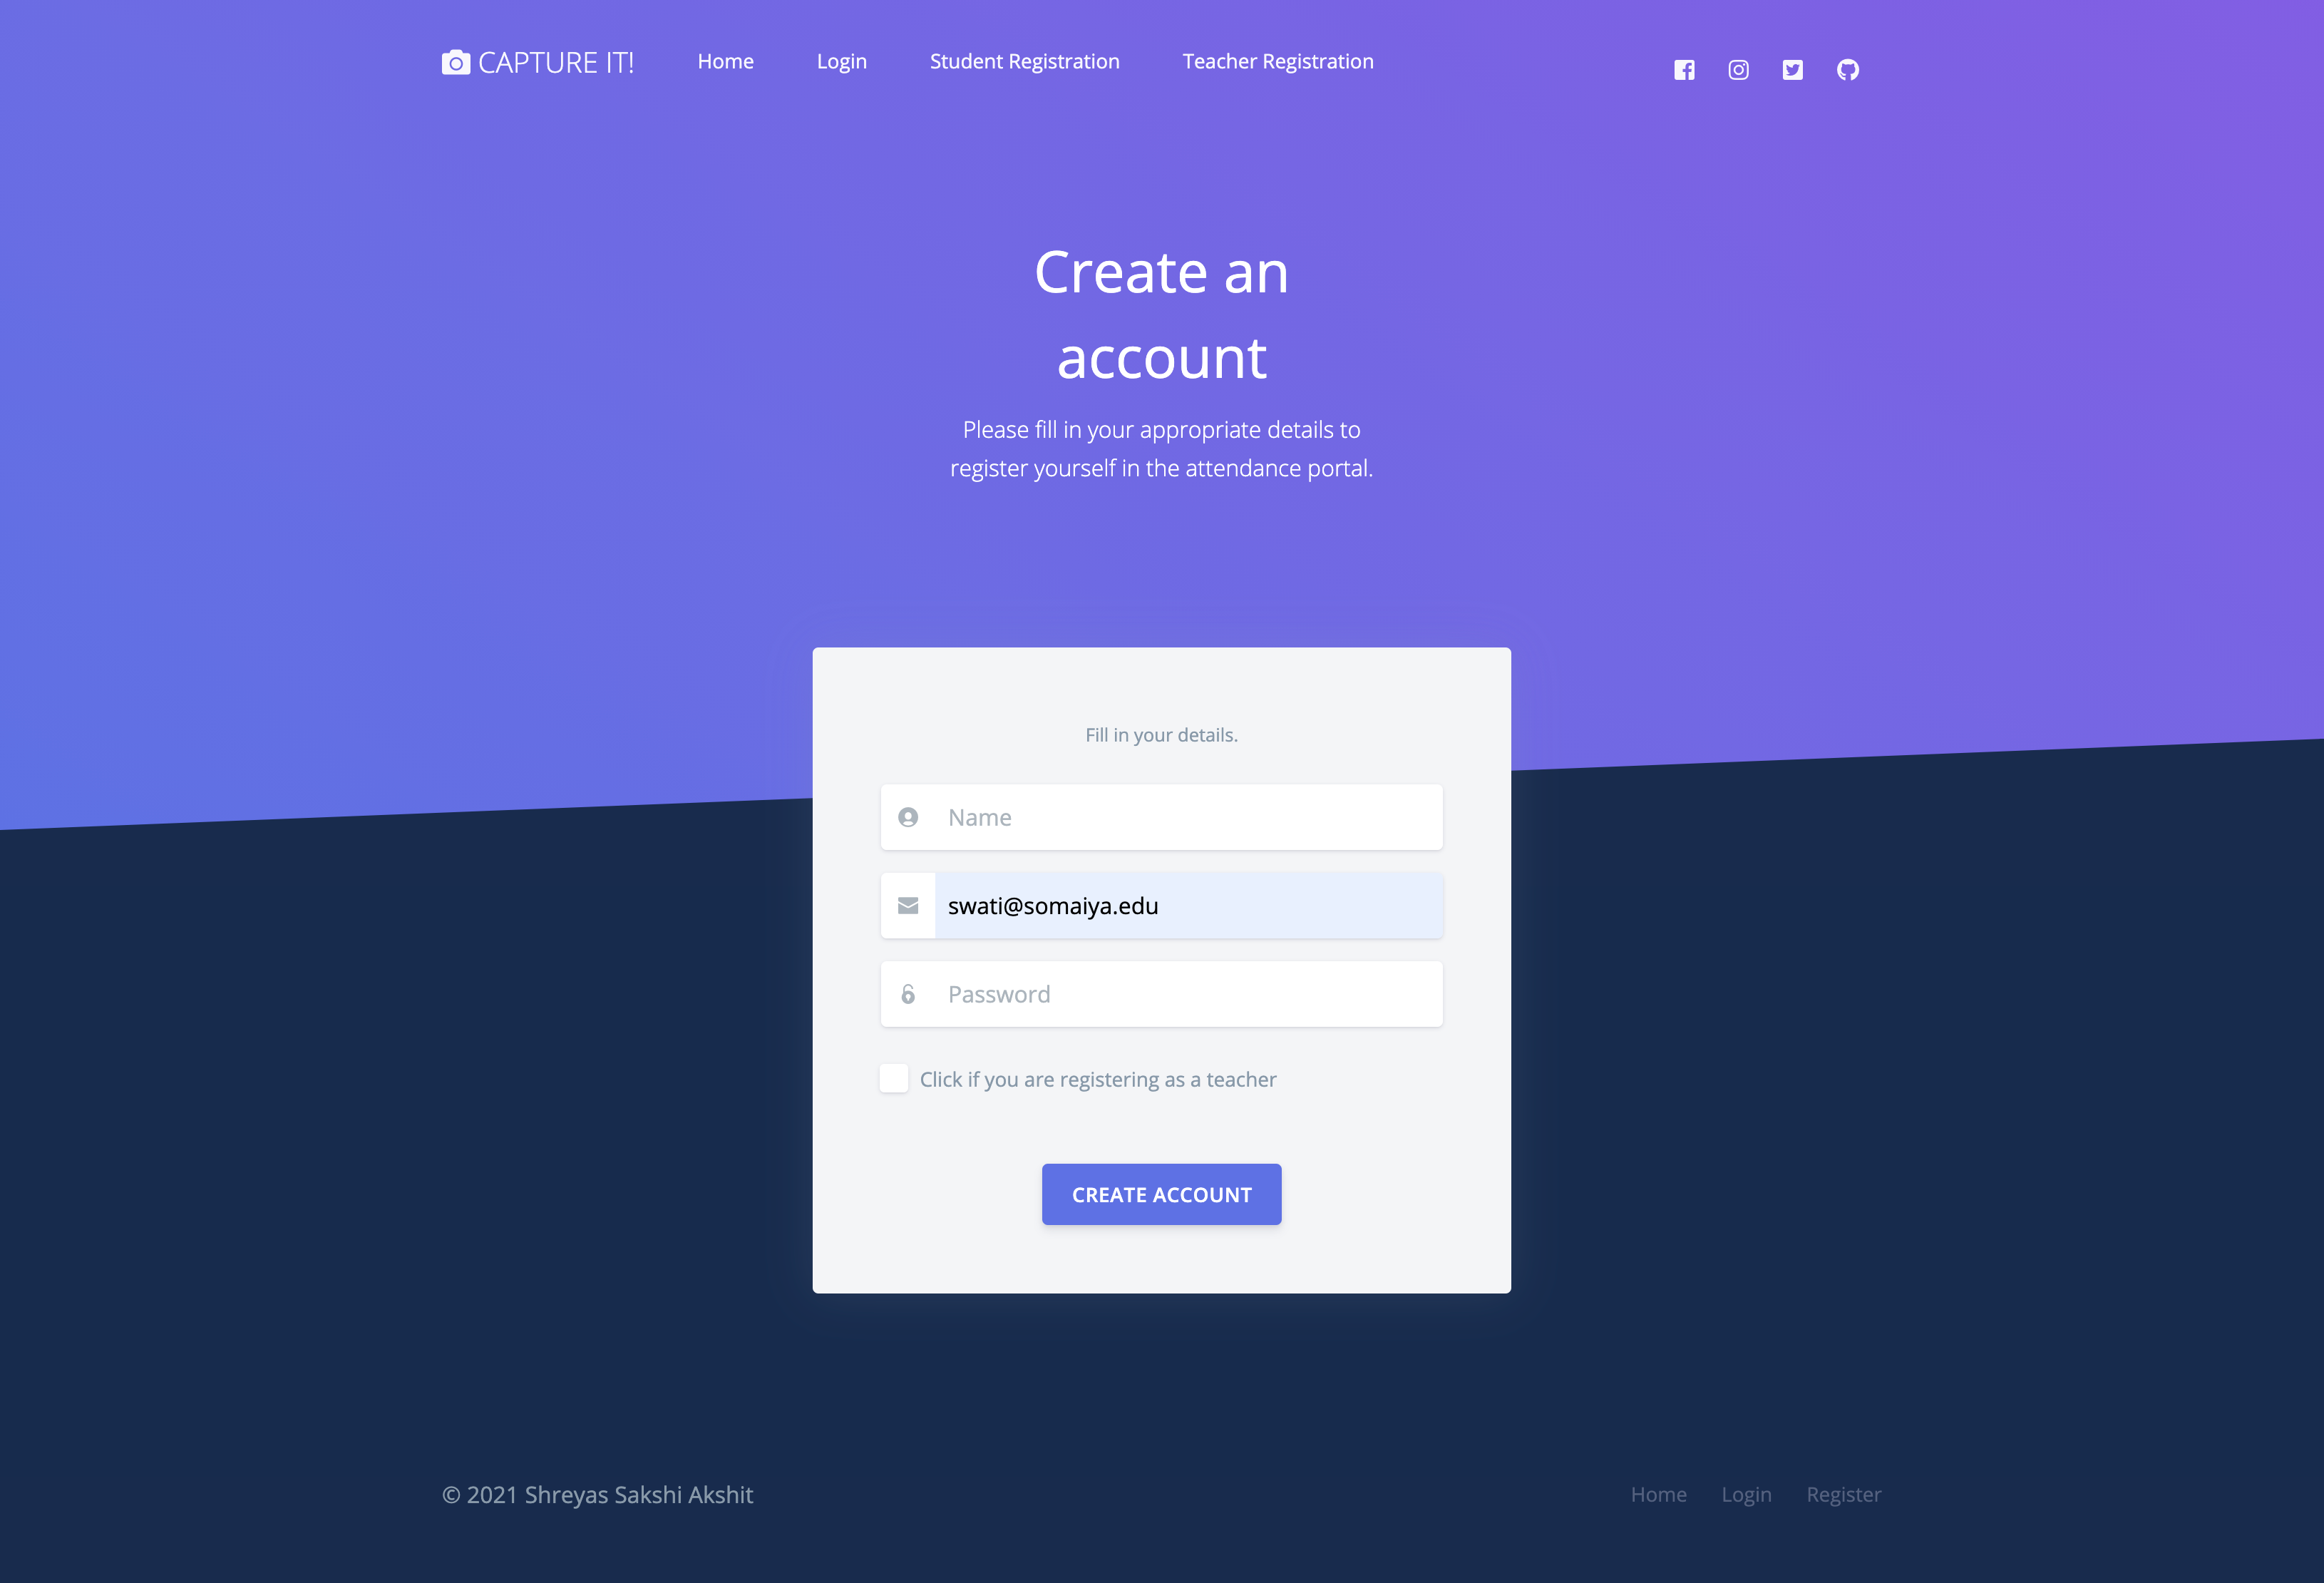 CAPTURE IT! Home Login Student Registration Teacher Registration
Create an
account
Please fill in your appropriate details to
register yourself in the attendance portal.
Fill in your details.
Name
swati@somaiya.edu
Password
Click if you are registering as a teacher
CREATE ACCOUNT
© 2021 Shreyas Sakshi Akshit Home Login Register